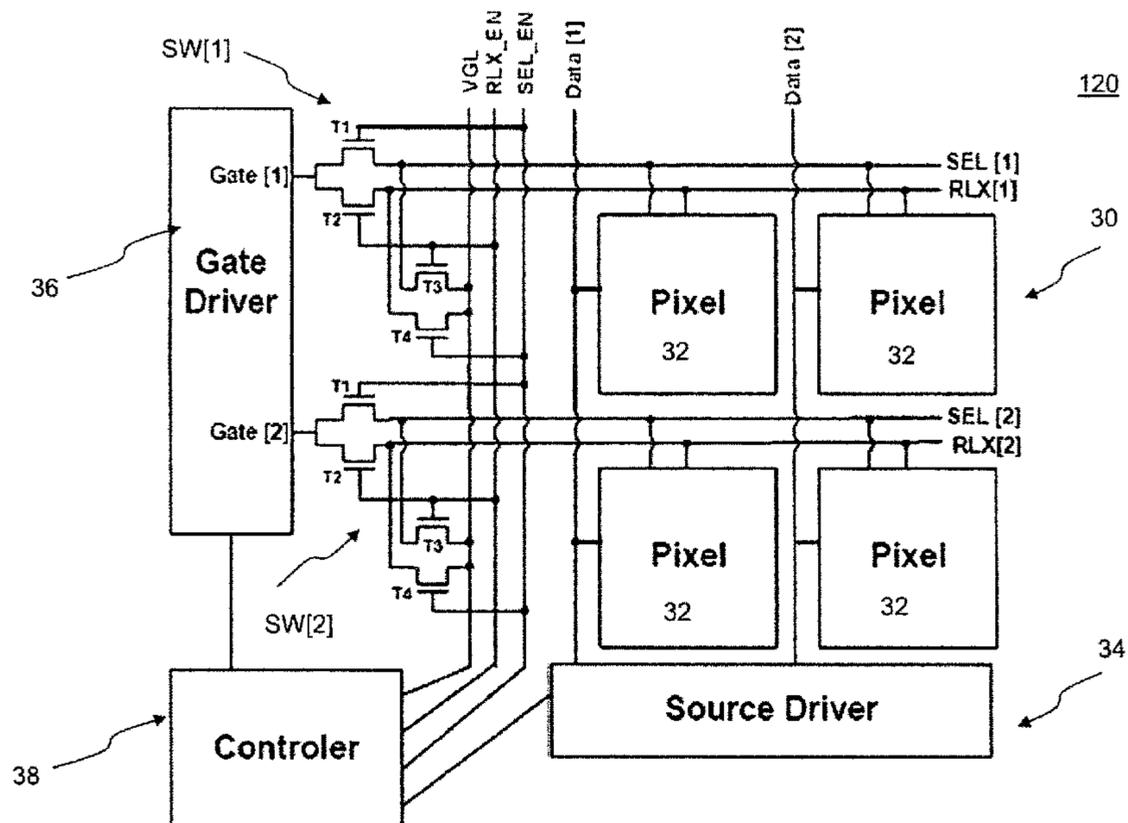 SW[1]
VGL
RLX_EN
SEL_EN
Data [1]
Data [2]
120
T1
Gate [1]
SEL [1]
RLX[1]
T2
36
Gate
Driver
T3
T4
Pixel
32
Pixel
32
30
T1
Gate [2]
SEL [2]
RLX[2]
T2
T3
T4
SW[2]
Pixel
32
Pixel
32
38
Controler
Source Driver
34